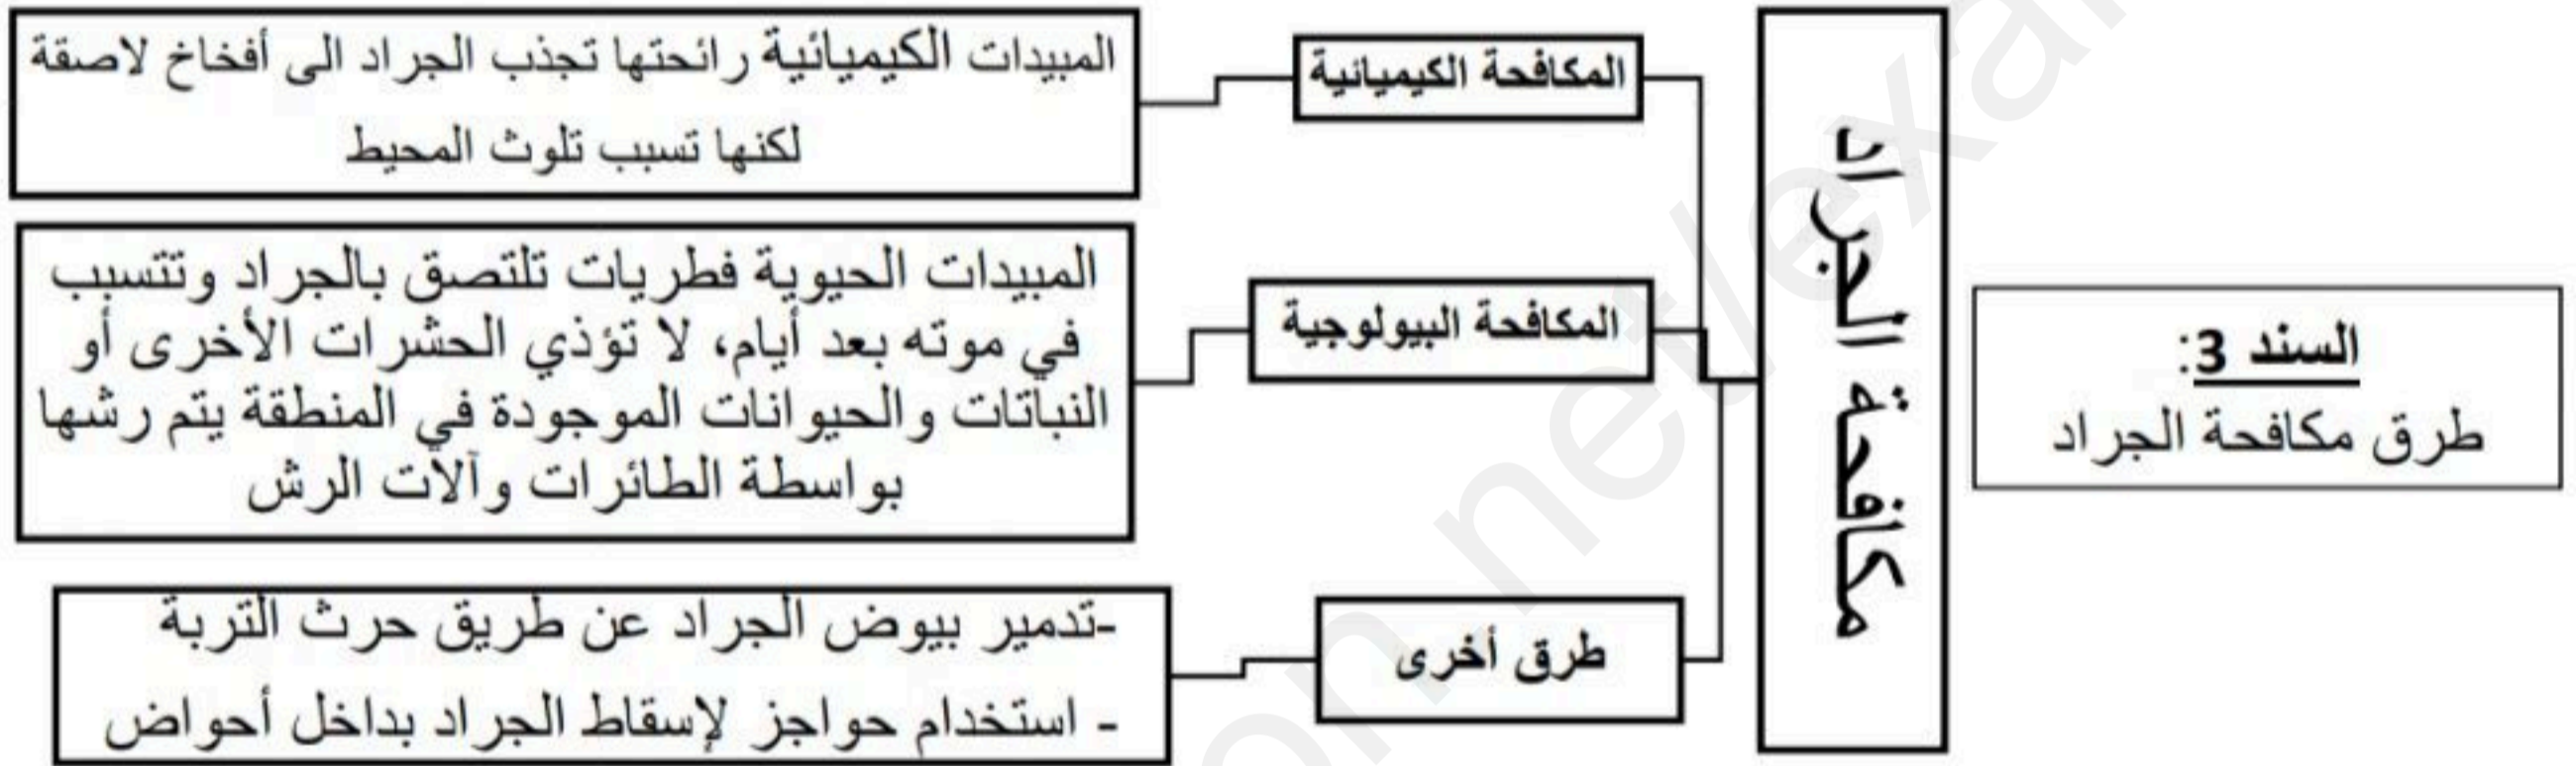 السند 3:
طرق مكافحة الجراد
مكافحة الجراد
المكافحة الكيميائية
المبيدات الكيميائية رائحتها تجذب الجراد الى أفخاخ لاصقة
لكنها تسبب تلوث المحيط
المكافحة البيولوجية
المبيدات الحيوية فطريات تلتصق بالجراد وتتسبب
في موته بعد أيام، لا تؤذي الحشرات الأخرى أو
النباتات والحيوانات الموجودة في المنطقة يتم رشها
بواسطة الطائرات وآلات الرش
طرق أخرى
-تدمير بيوض الجراد عن طريق حرث التربة
- استخدام حواجز لإسقاط الجراد بداخل أحواض
on.net/exa